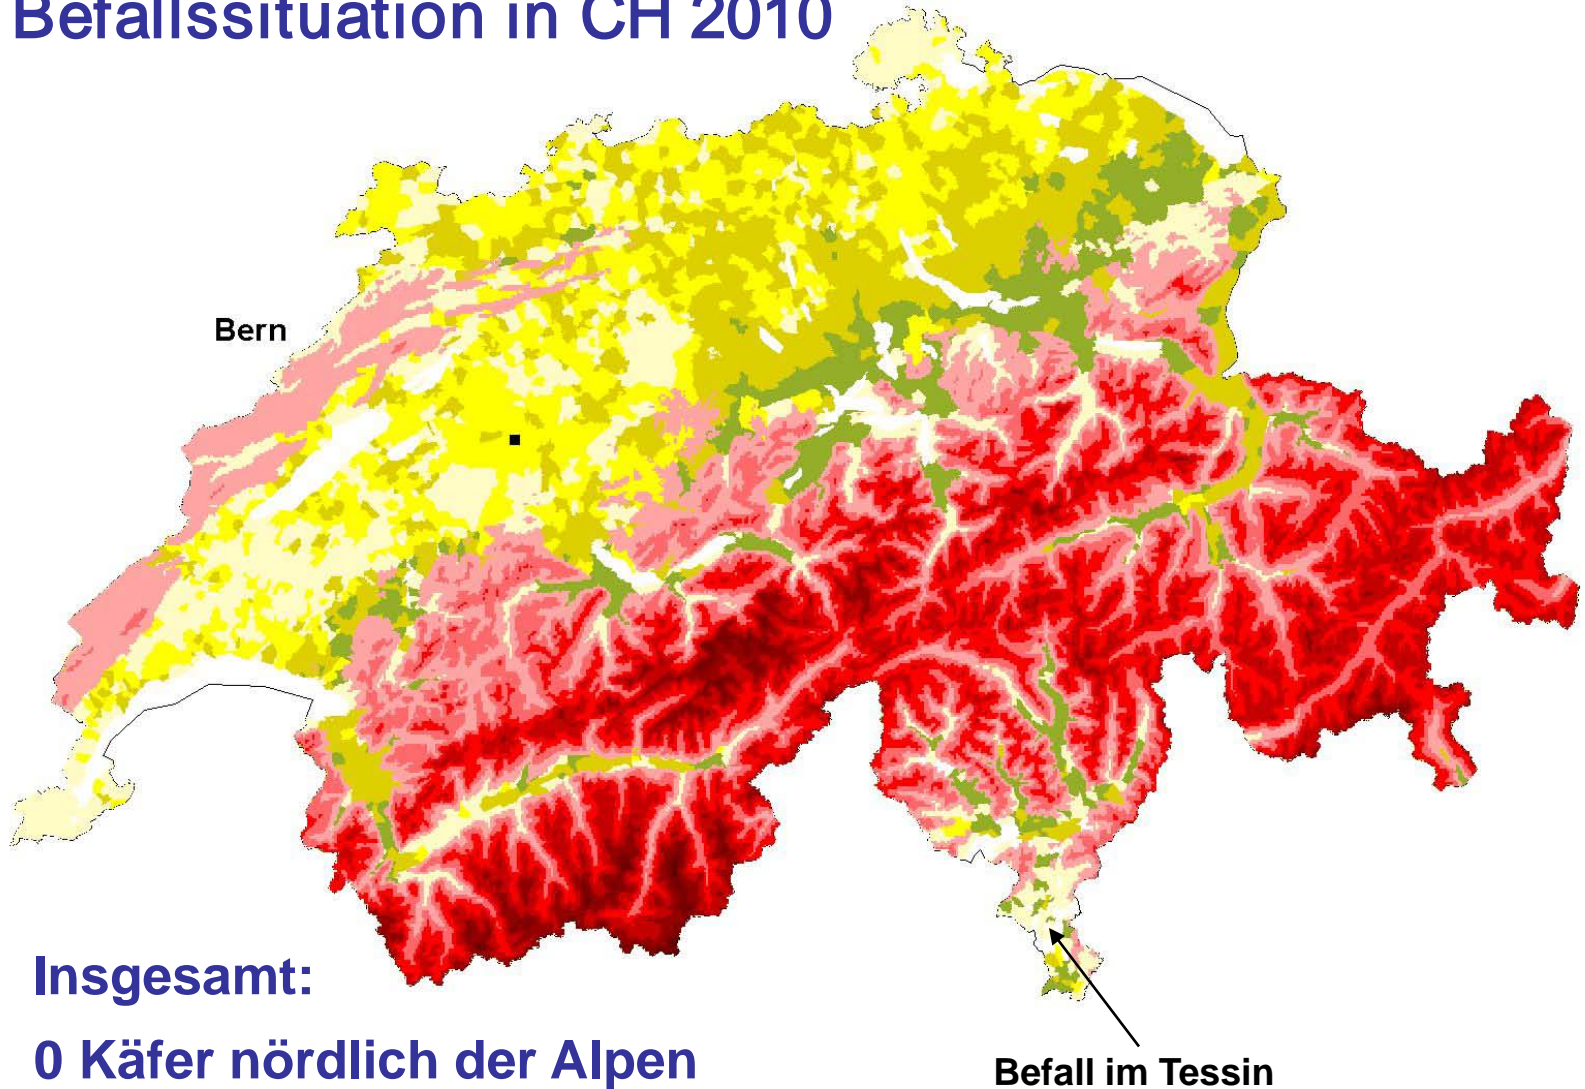 Befallssituation in CH 2010
Bern
Insgesamt:
0 Käfer nördlich der Alpen
Befall im Tessin